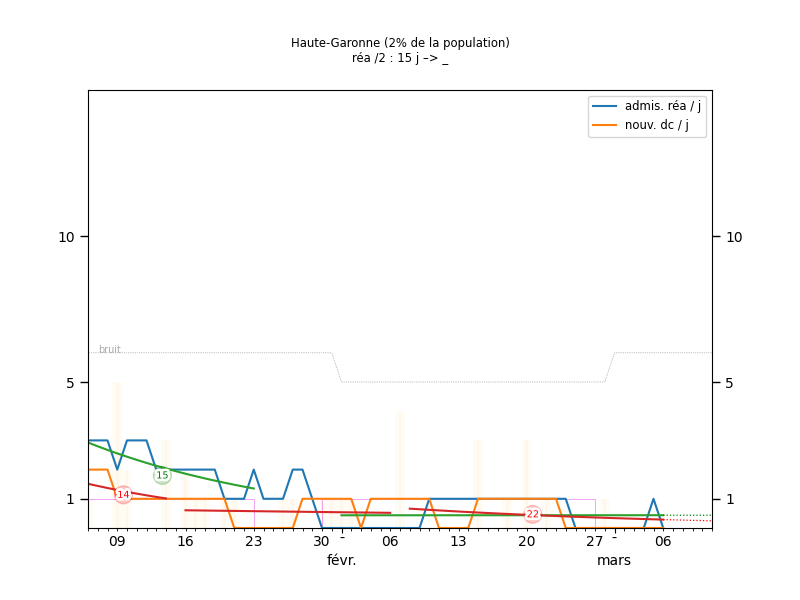 Haute-Garonne (2% de la population)
réa /2 : 15 j –> _
admis. réa / j
nouv. dc / j
10 10
bruit
5 5
15
14
22
1 1
09 16 23 30 - 06 13 20 27 - 06
févr. mars